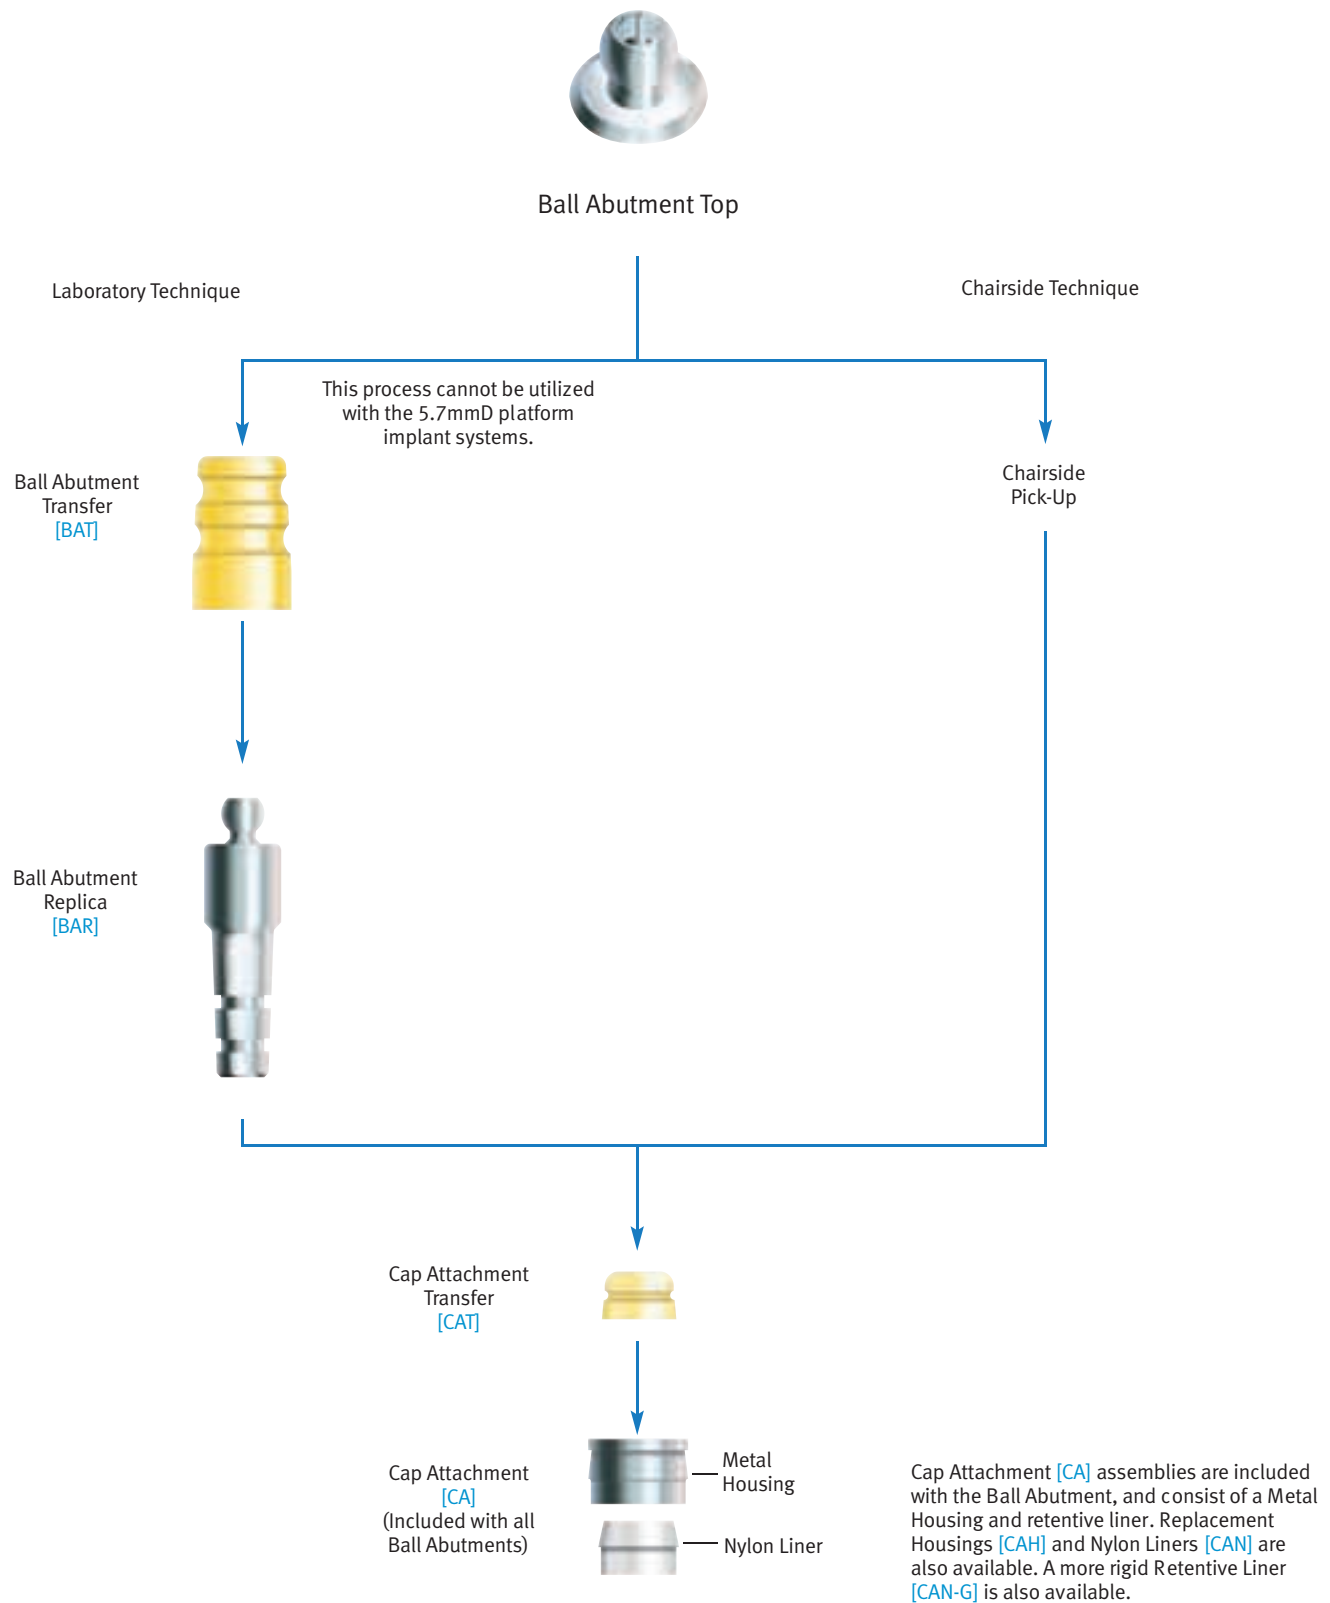 Ball Abutment Top
Laboratory Technique
Chairside Technique
This process cannot be utilized
with the 5.7mmD platform
implant systems.
Ball Abutment
Transfer
[BAT]
Chairside
Pick-Up
Ball Abutment
Replica
[BAR]
Cap Attachment
Transfer
[CAT]
Cap Attachment
[CA]
(Included with all
Ball Abutments)
Metal
Housing
Nylon Liner
Cap Attachment [CA] assemblies are included
with the Ball Abutment, and consist of a Metal
Housing and retentive liner. Replacement
Housings [CAH] and Nylon Liners [CAN] are
also available. A more rigid Retentive Liner
[CAN-G] is also available.